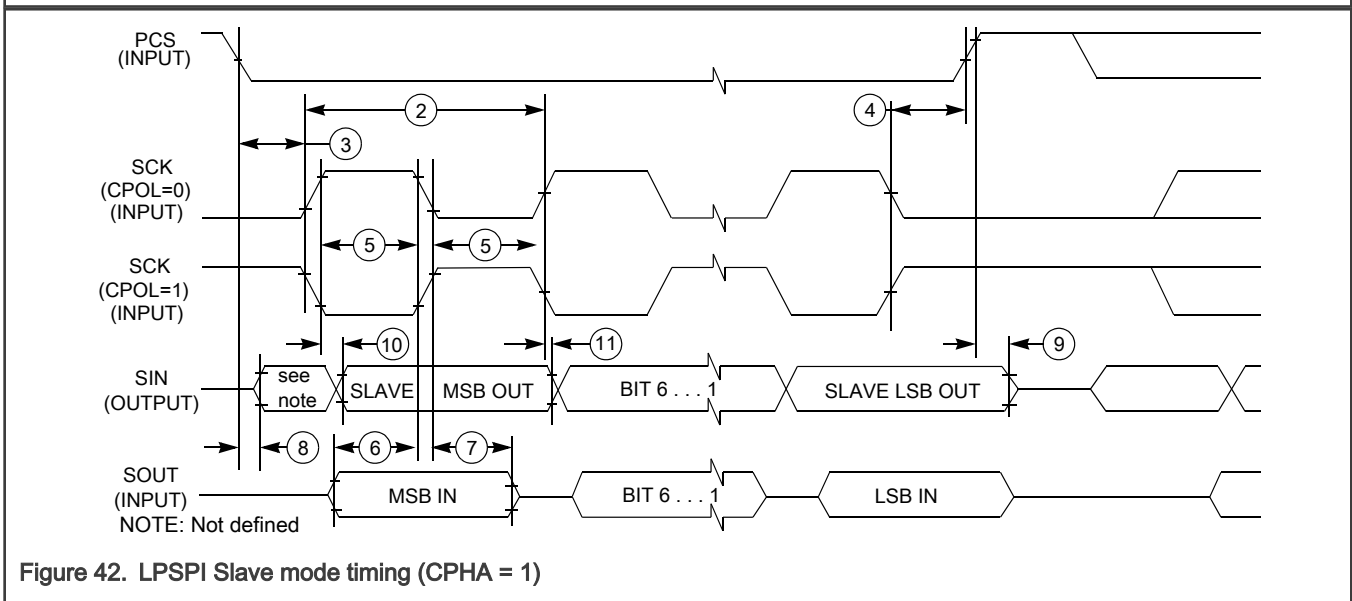 PCS
(INPUT)
2
4
3
SCK
(CPOL=0)
(INPUT)
5
5
SCK
(CPOL=1)
(INPUT)
10
11
9
SIN
(OUTPUT)
see
note
SLAVE
MSB OUT
BIT 6 . . . 1
SLAVE LSB OUT
8
6
7
SOUT
(INPUT)
MSB IN
BIT 6 . . . 1
LSB IN
NOTE: Not defined
Figure 42. LPSPI Slave mode timing (CPHA = 1)